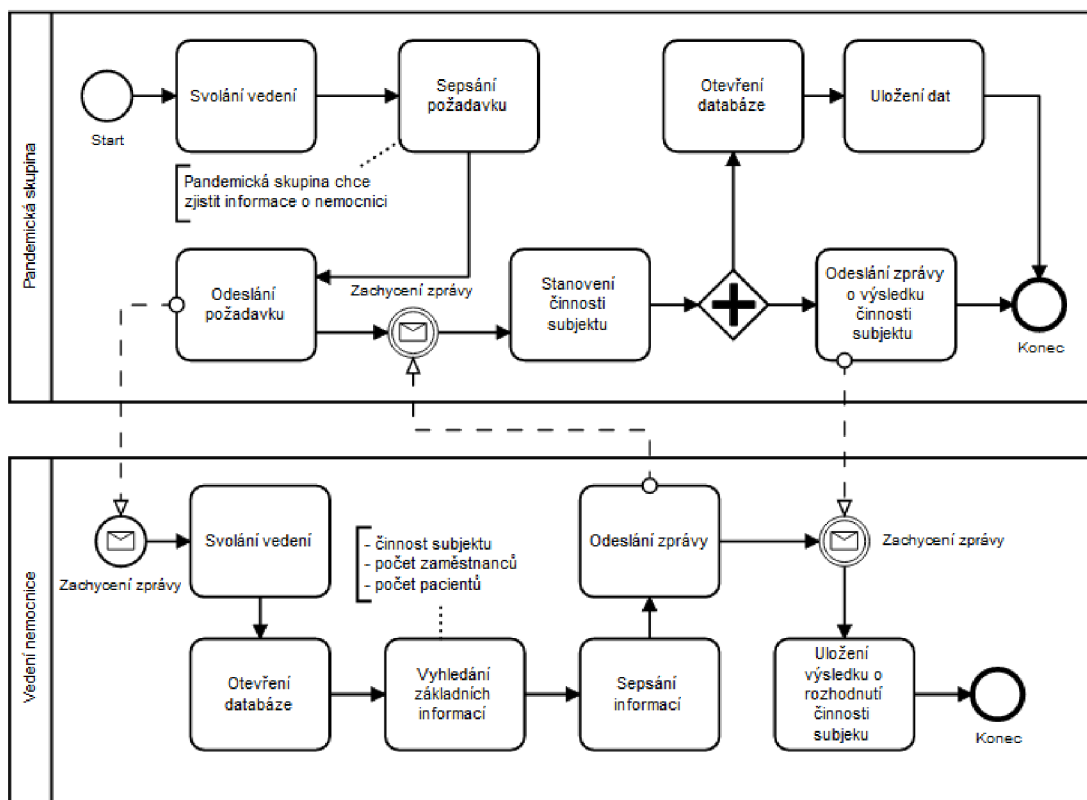 Pandemická skupina
Start
Svolání vedení
Sepsání
požadavku
Pandemická skupina chce
zjistit informace o nemocnici
Otevření
databáze
Uložení dat
Odeslání
požadavku
Zachycení zprávy
Stanovení
činnosti
subjektu
Odeslání zprávy
o výsledku
činnosti
subjektu
Konec
Vedení nemocnice
Zachycení zprávy
Svolání vedení
- činnost subjektu
- počet zaměstnanců
- počet pacientů
Odeslání zprávy
Zachycení zprávy
Otevření
databáze
Vyhledání
základních
informací
Sepsání
informací
Uložení
výsledku o
rozhodnutí
činnosti
subjeku
Konec